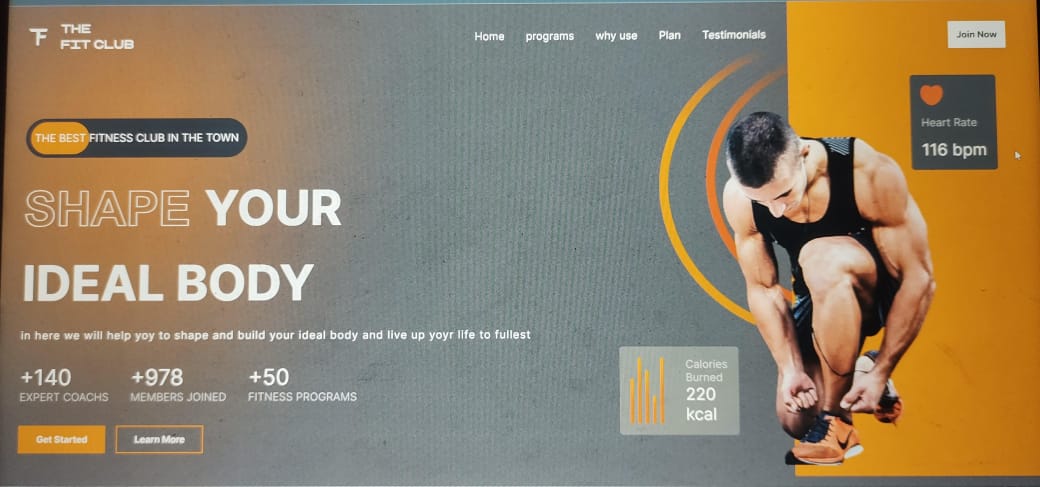 THE
FIT CLUB
Home programs why use Plan Testimonials
Join Now
Heart Rate
116 bpm
THE BEST FITNESS CLUB IN THE TOWN
SHAPE YOUR
IDEAL BODY
in here we will help yoy to shape and build your ideal body and live up yoyr life to fullest
+140 +978 +50
EXPERT COACHS MEMBERS JOINED FITNESS PROGRAMS
Calories
Burned
220
kcal
Get Started Learn More